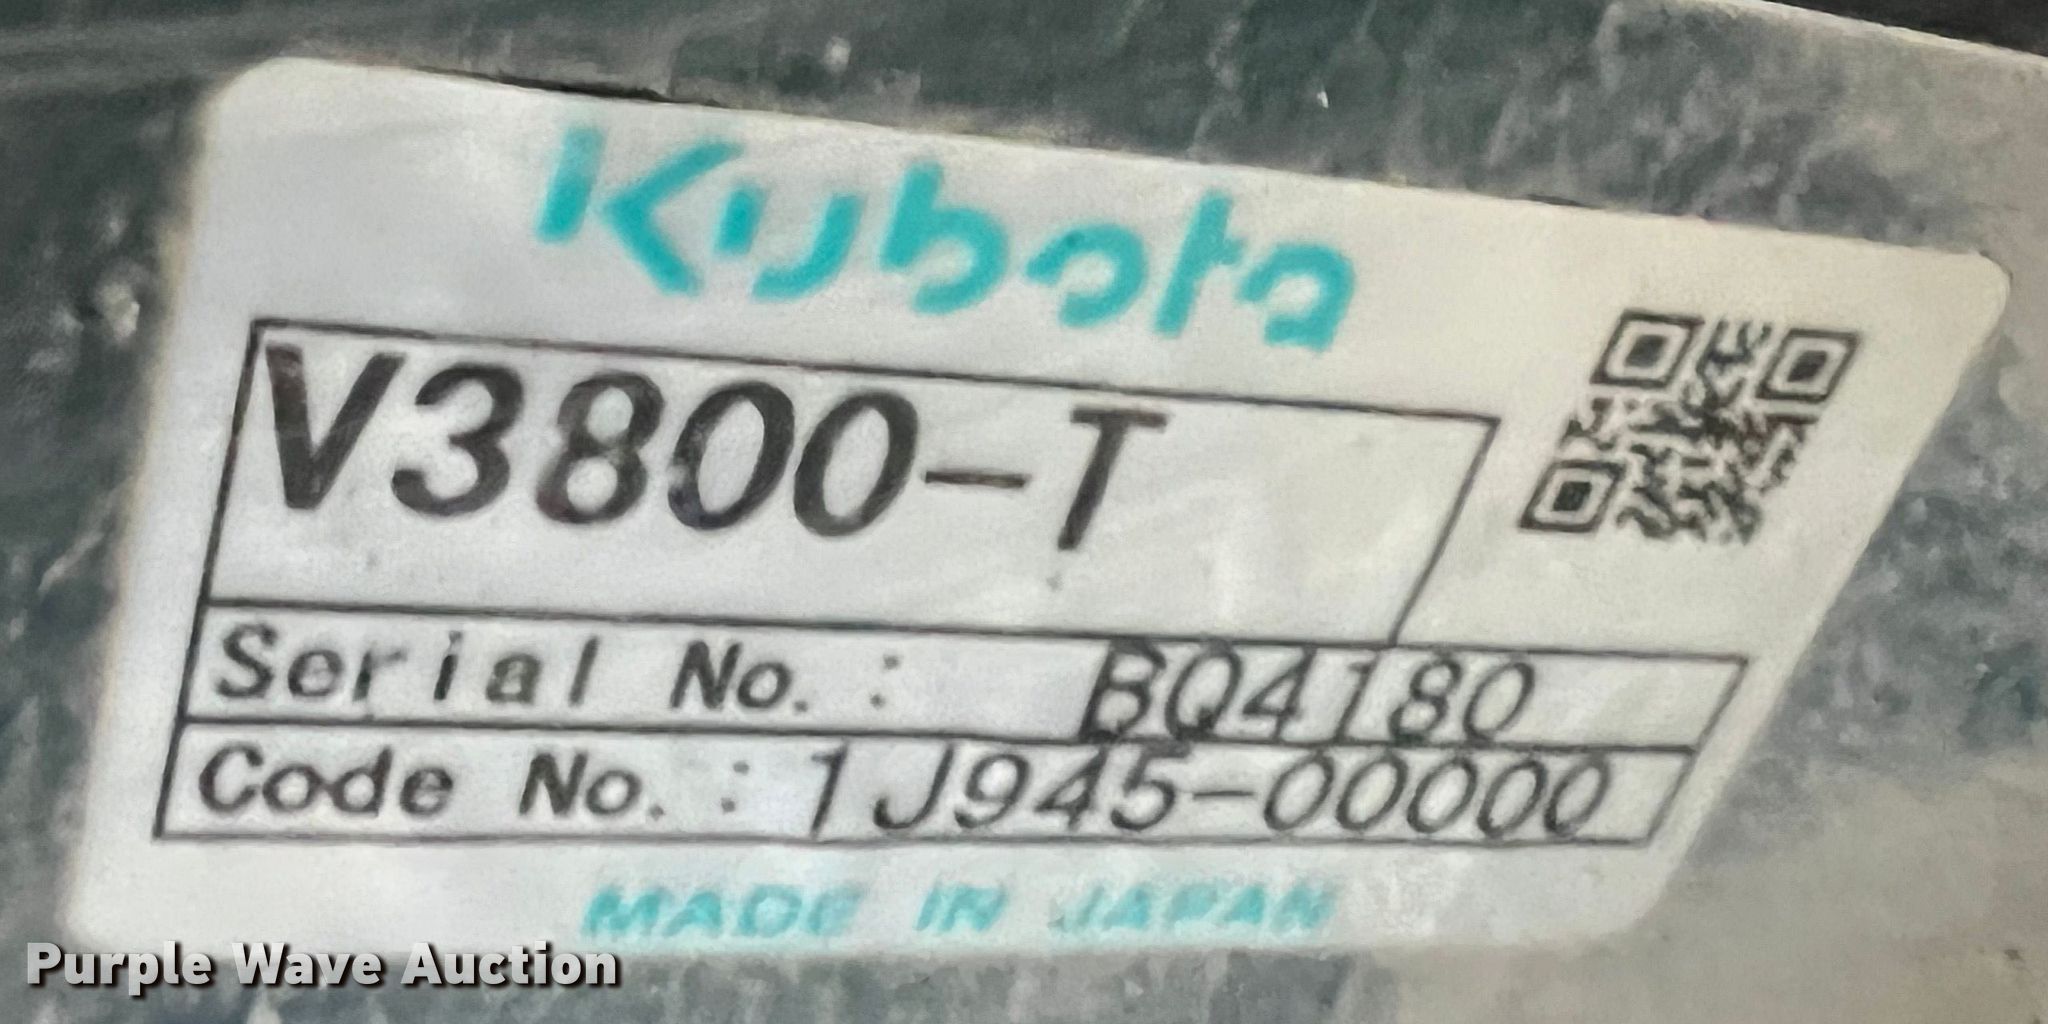 Kubota
V3800-T
Serial No. : BQ4180
Code No. : 1J945-00000
MADE IN JAPAN
Purple Wave Auction